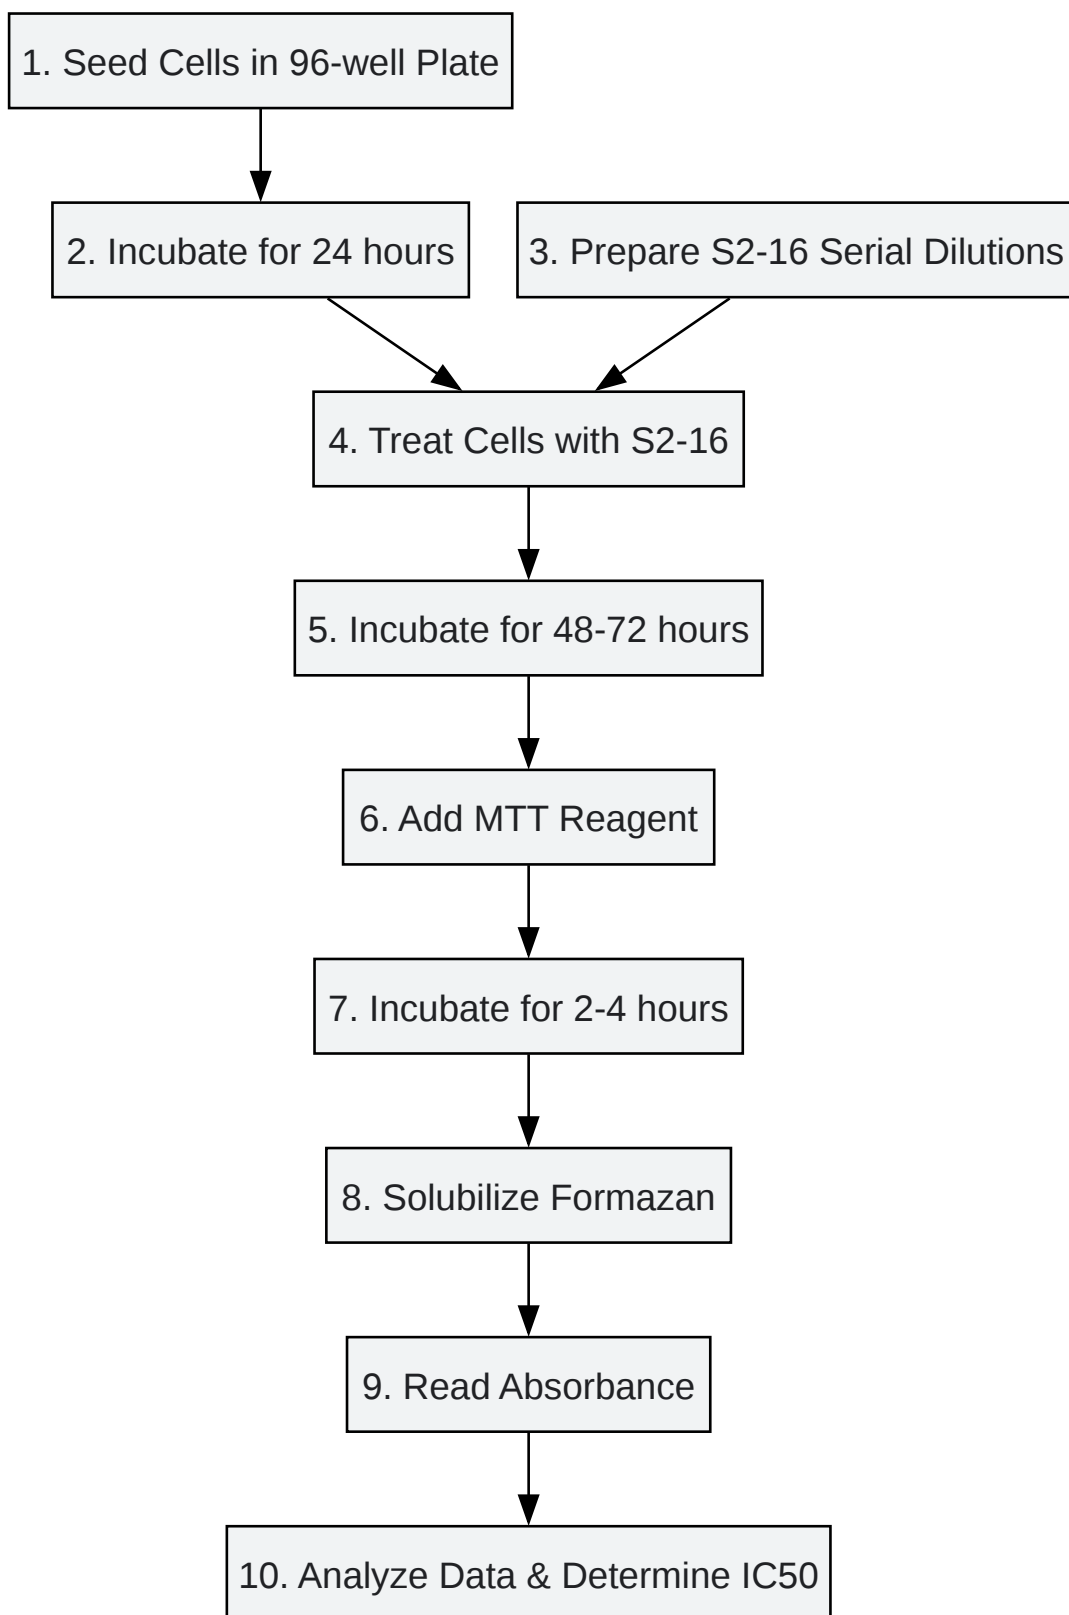 1. Seed Cells in 96-well Plate
2. Incubate for 24 hours
3. Prepare S2-16 Serial Dilutions
4. Treat Cells with S2-16
5. Incubate for 48-72 hours
6. Add MTT Reagent
7. Incubate for 2-4 hours
8. Solubilize Formazan
9. Read Absorbance
10. Analyze Data & Determine IC50